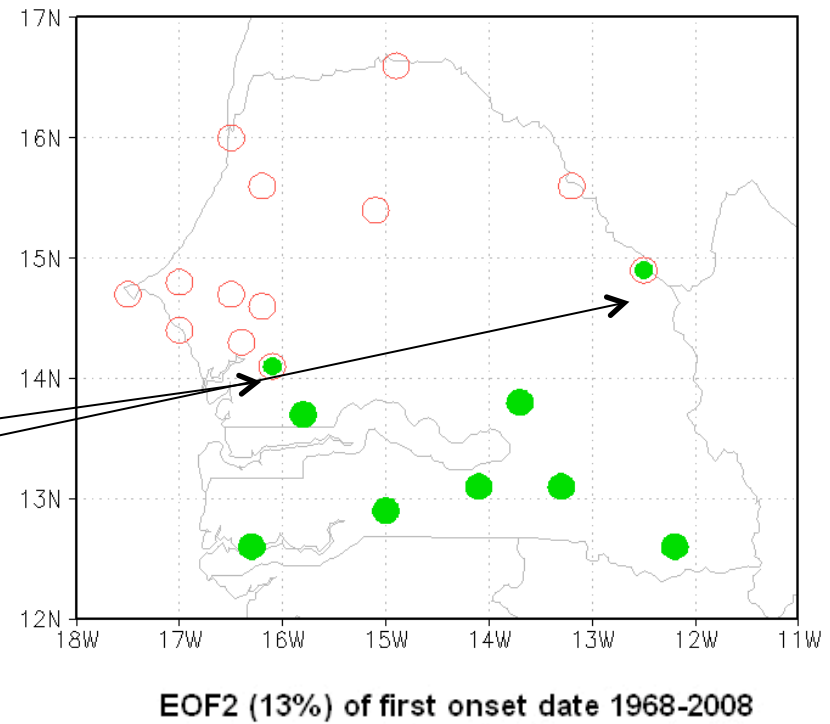 17N
16N
15N
14N
13N
12N
18W 17W 16W 15W 14W 13W 12W 11W
EOF2 (13%) of first onset date 1968-2008